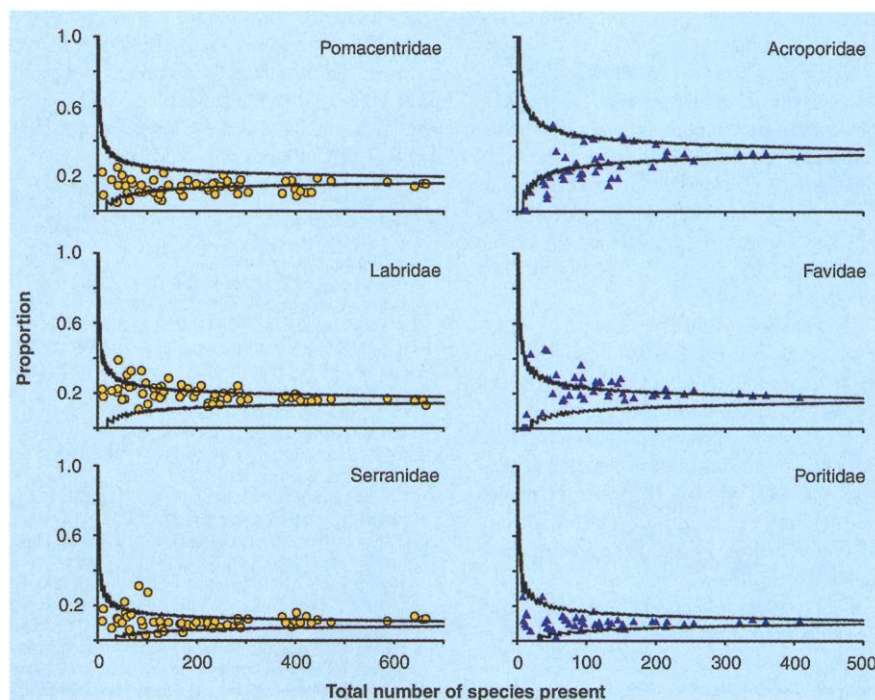 Pomacentridae
Acroporidae
1.0
0.6
0.2
Labridae
Favidae
1.0
0.6
0.2
Proportion
Serranidae
Poritidae
1.0
0.6
0.2
0 200 400 600
0 100 200 300 400 500
Total number of species present